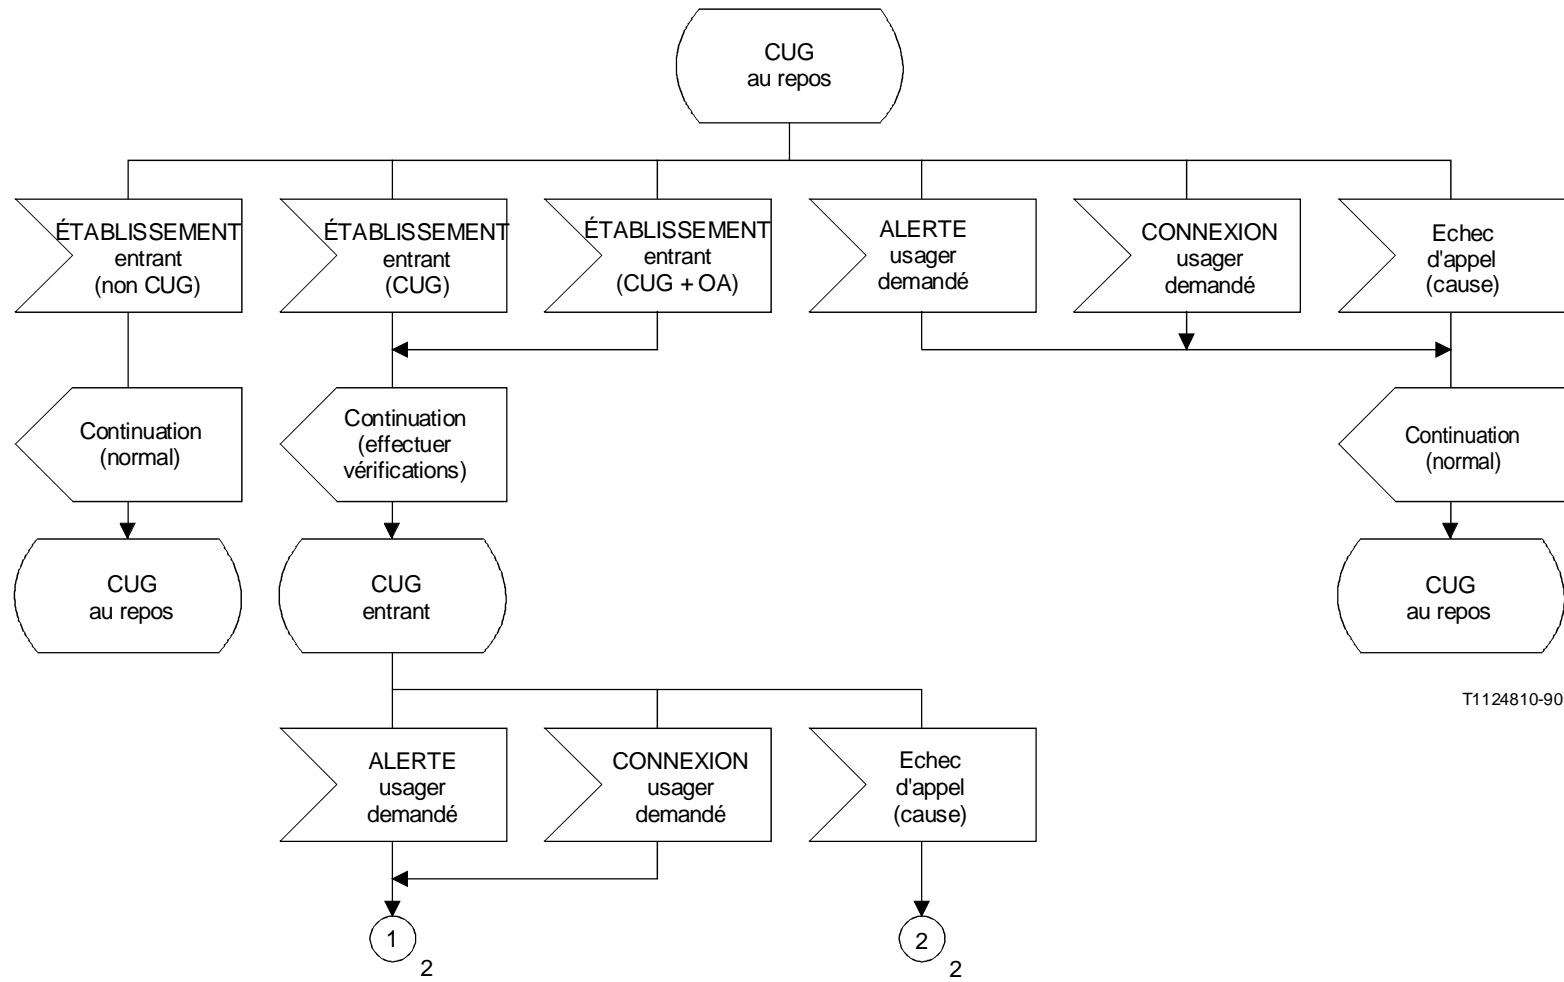 CUG
au repos
ÉTABLISSEMENT
entrant
(non CUG)
ÉTABLISSEMENT
entrant
(CUG)
ÉTABLISSEMENT
entrant
(CUG + OA)
ALERTE
usager
demandé
CONNEXION
usager
demandé
Echec
d'appel
(cause)
Continuation
(normal)
Continuation
(effectuer
vérifications)
Continuation
(normal)
CUG
au repos
CUG
entrant
CUG
au repos
T1124810-90
ALERTE
usager
demandé
CONNEXION
usager
demandé
Echec
d'appel
(cause)
1
2
2
2